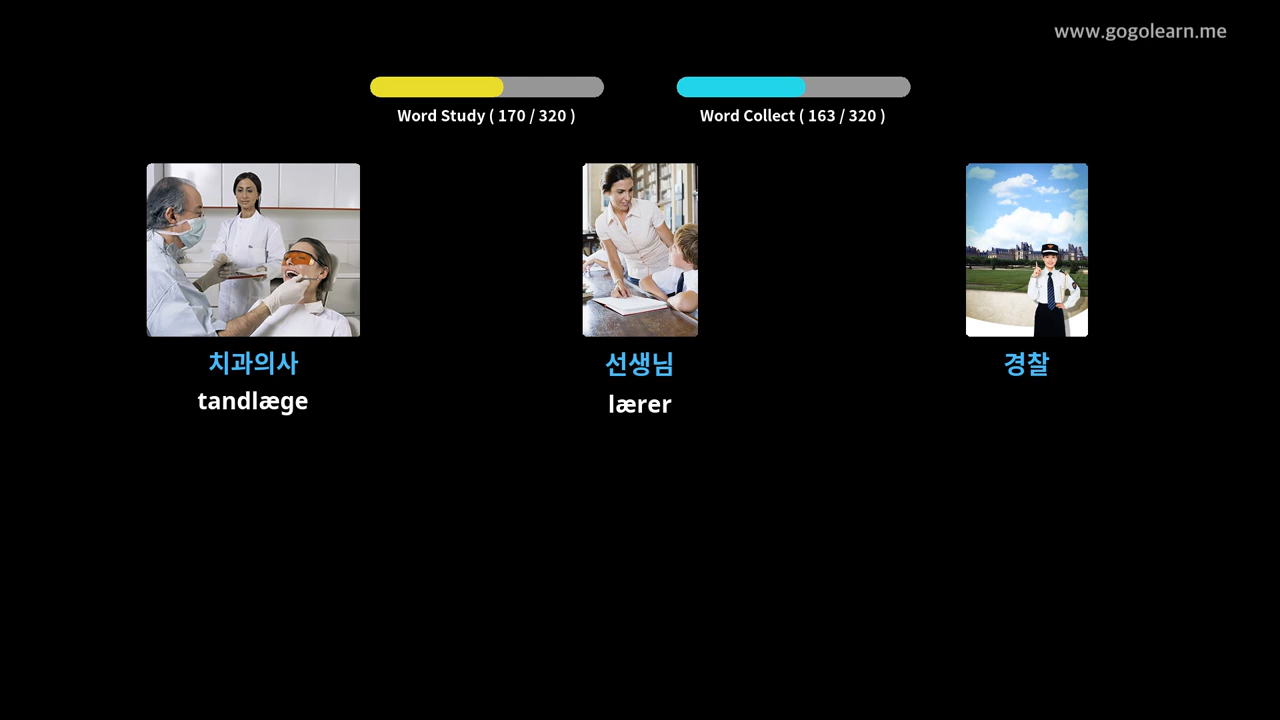 www.gogolearn.me
Word Study ( 170 / 320 )
Word Collect ( 163 / 320 )
치과의사
선생님
경찰
tandlæge
lærer